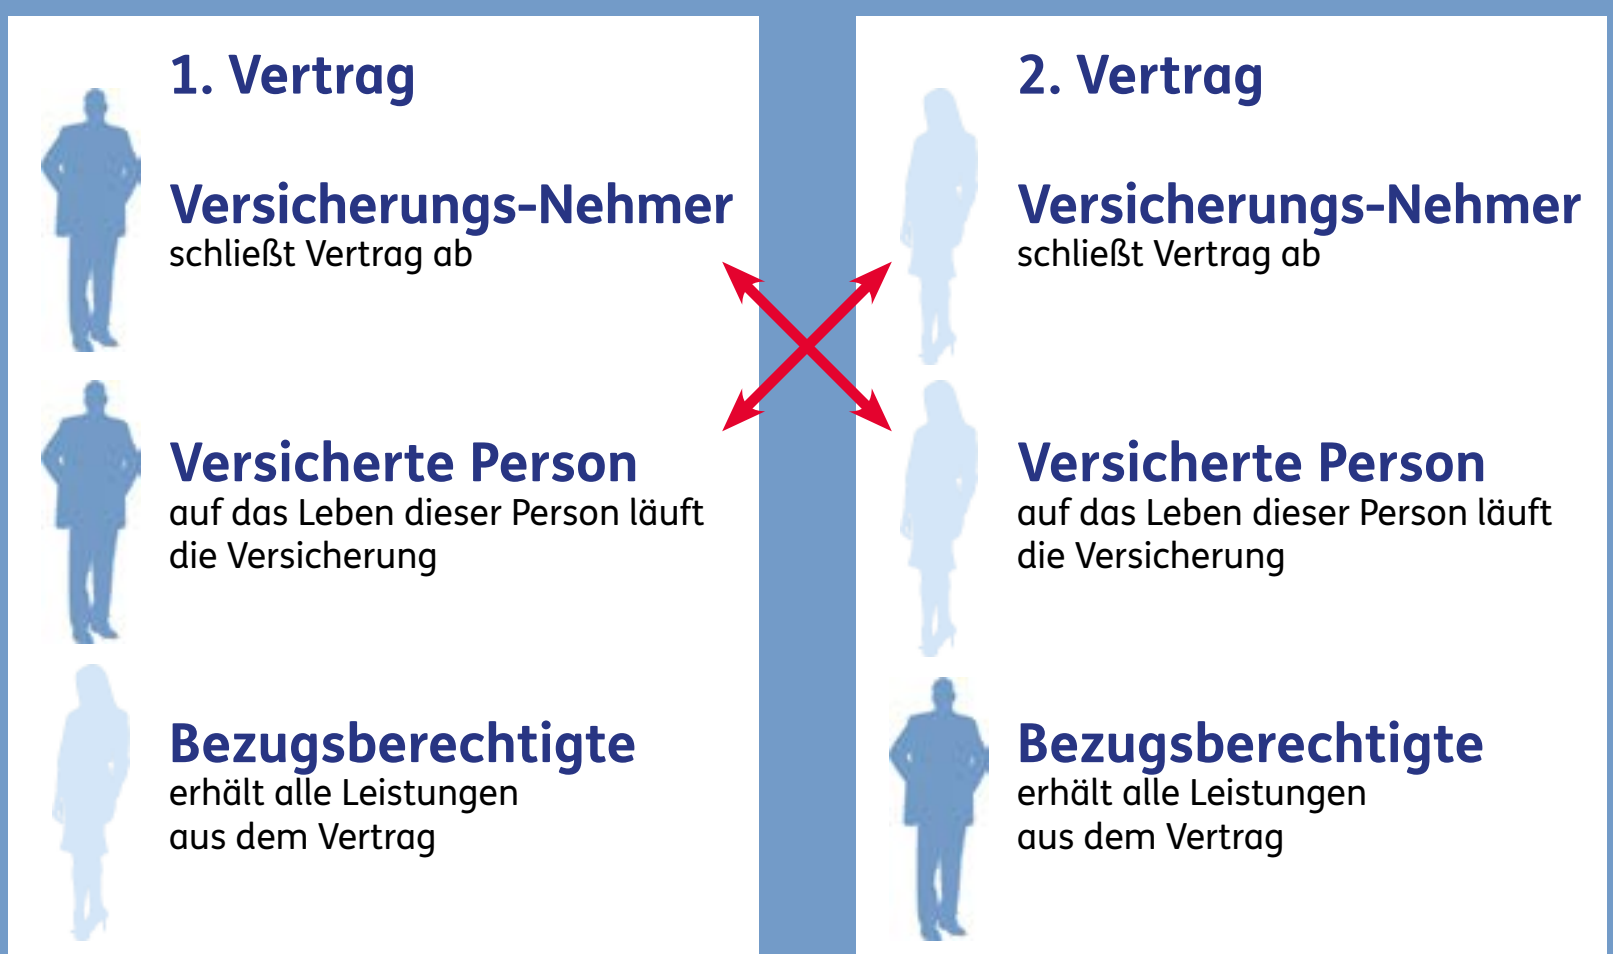 1. Vertrag
Versicherungs-Nehmer
schließt Vertrag ab
Versicherte Person
auf das Leben dieser Person läuft
die Versicherung
Bezugsberechtigte
erhält alle Leistungen
aus dem Vertrag
2. Vertrag
Versicherungs-Nehmer
schließt Vertrag ab
Versicherte Person
auf das Leben dieser Person läuft
die Versicherung
Bezugsberechtigte
erhält alle Leistungen
aus dem Vertrag